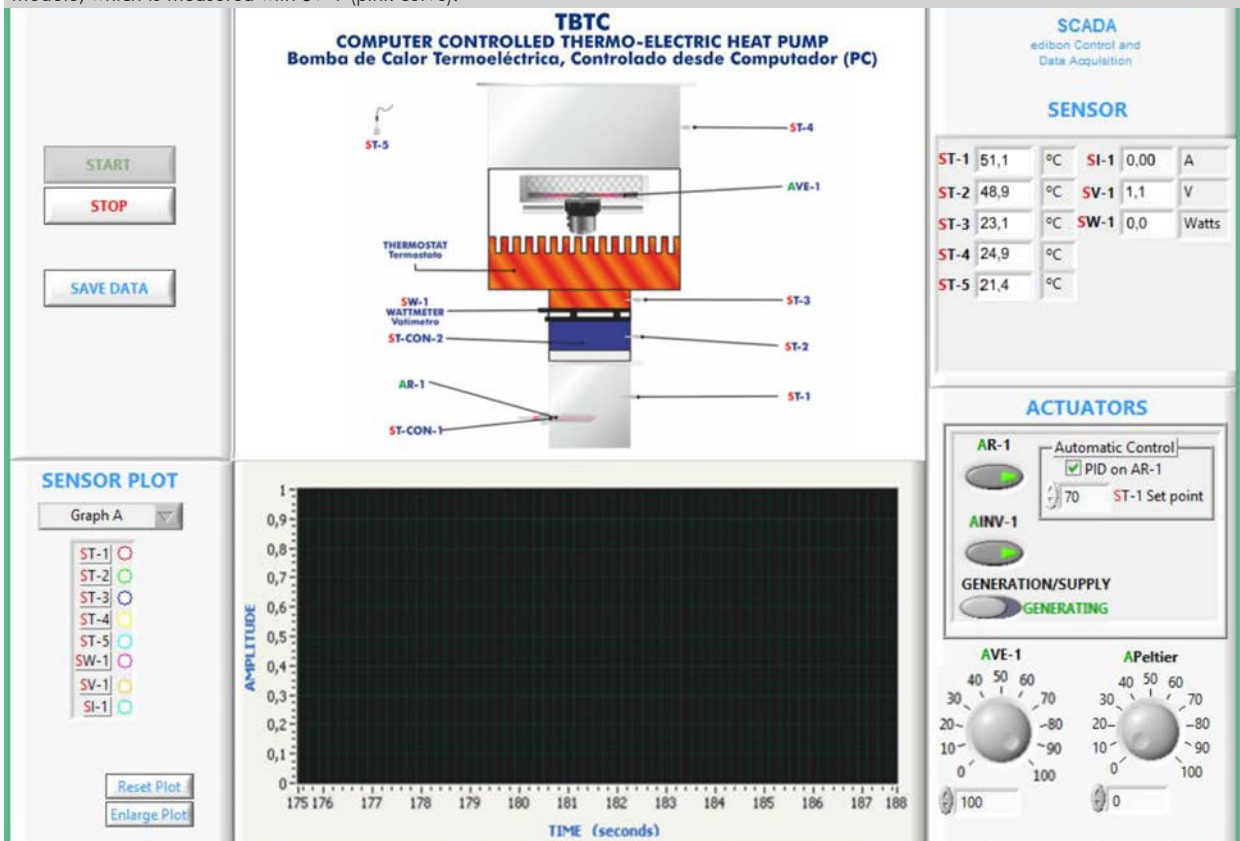 TBTC
COMPUTER CONTROLLED THERMO-ELECTRIC HEAT PUMP
Bomba de Calor Termoeléctrica, Controlado desde Computador (PC)
START
STOP
SAVE DATA
ST-5
ST-4
AVE-1
THERMOSTAT
Termostato
SW-1
WATTMETER
Vatímetro
ST-CON-2
ST-3
ST-2
AR-1
ST-1
ST-CON-1
SCADA
edibon Control and
Data Acquisition
SENSOR
ST-1 51,1 ºC SI-1 0,00 A
ST-2 48,9 ºC SV-1 1,1 V
ST-3 23,1 ºC SW-1 0,0 Watts
ST-4 24,9 ºC
ST-5 21,4 ºC
SENSOR PLOT
Graph A
ST-1
ST-2
ST-3
ST-4
ST-5
SW-1
SV-1
SI-1
Reset Plot
Enlarge Plot
AMPLITUDE
1
0,9
0,8
0,7
0,6
0,5
0,4
0,3
0,2
0,1
0
175 176 177 178 179 180 181 182 183 184 185 186 187 188
TIME (seconds)
ACTUATORS
AR-1
Automatic Control
PID on AR-1
70 ST-1 Set point
AINV-1
GENERATION/SUPPLY
GENERATING
AVE-1
0 10 20 30 40 50 60 70 80 90 100
100
APeltier
0 10 20 30 40 50 60 70 80 90 100
0